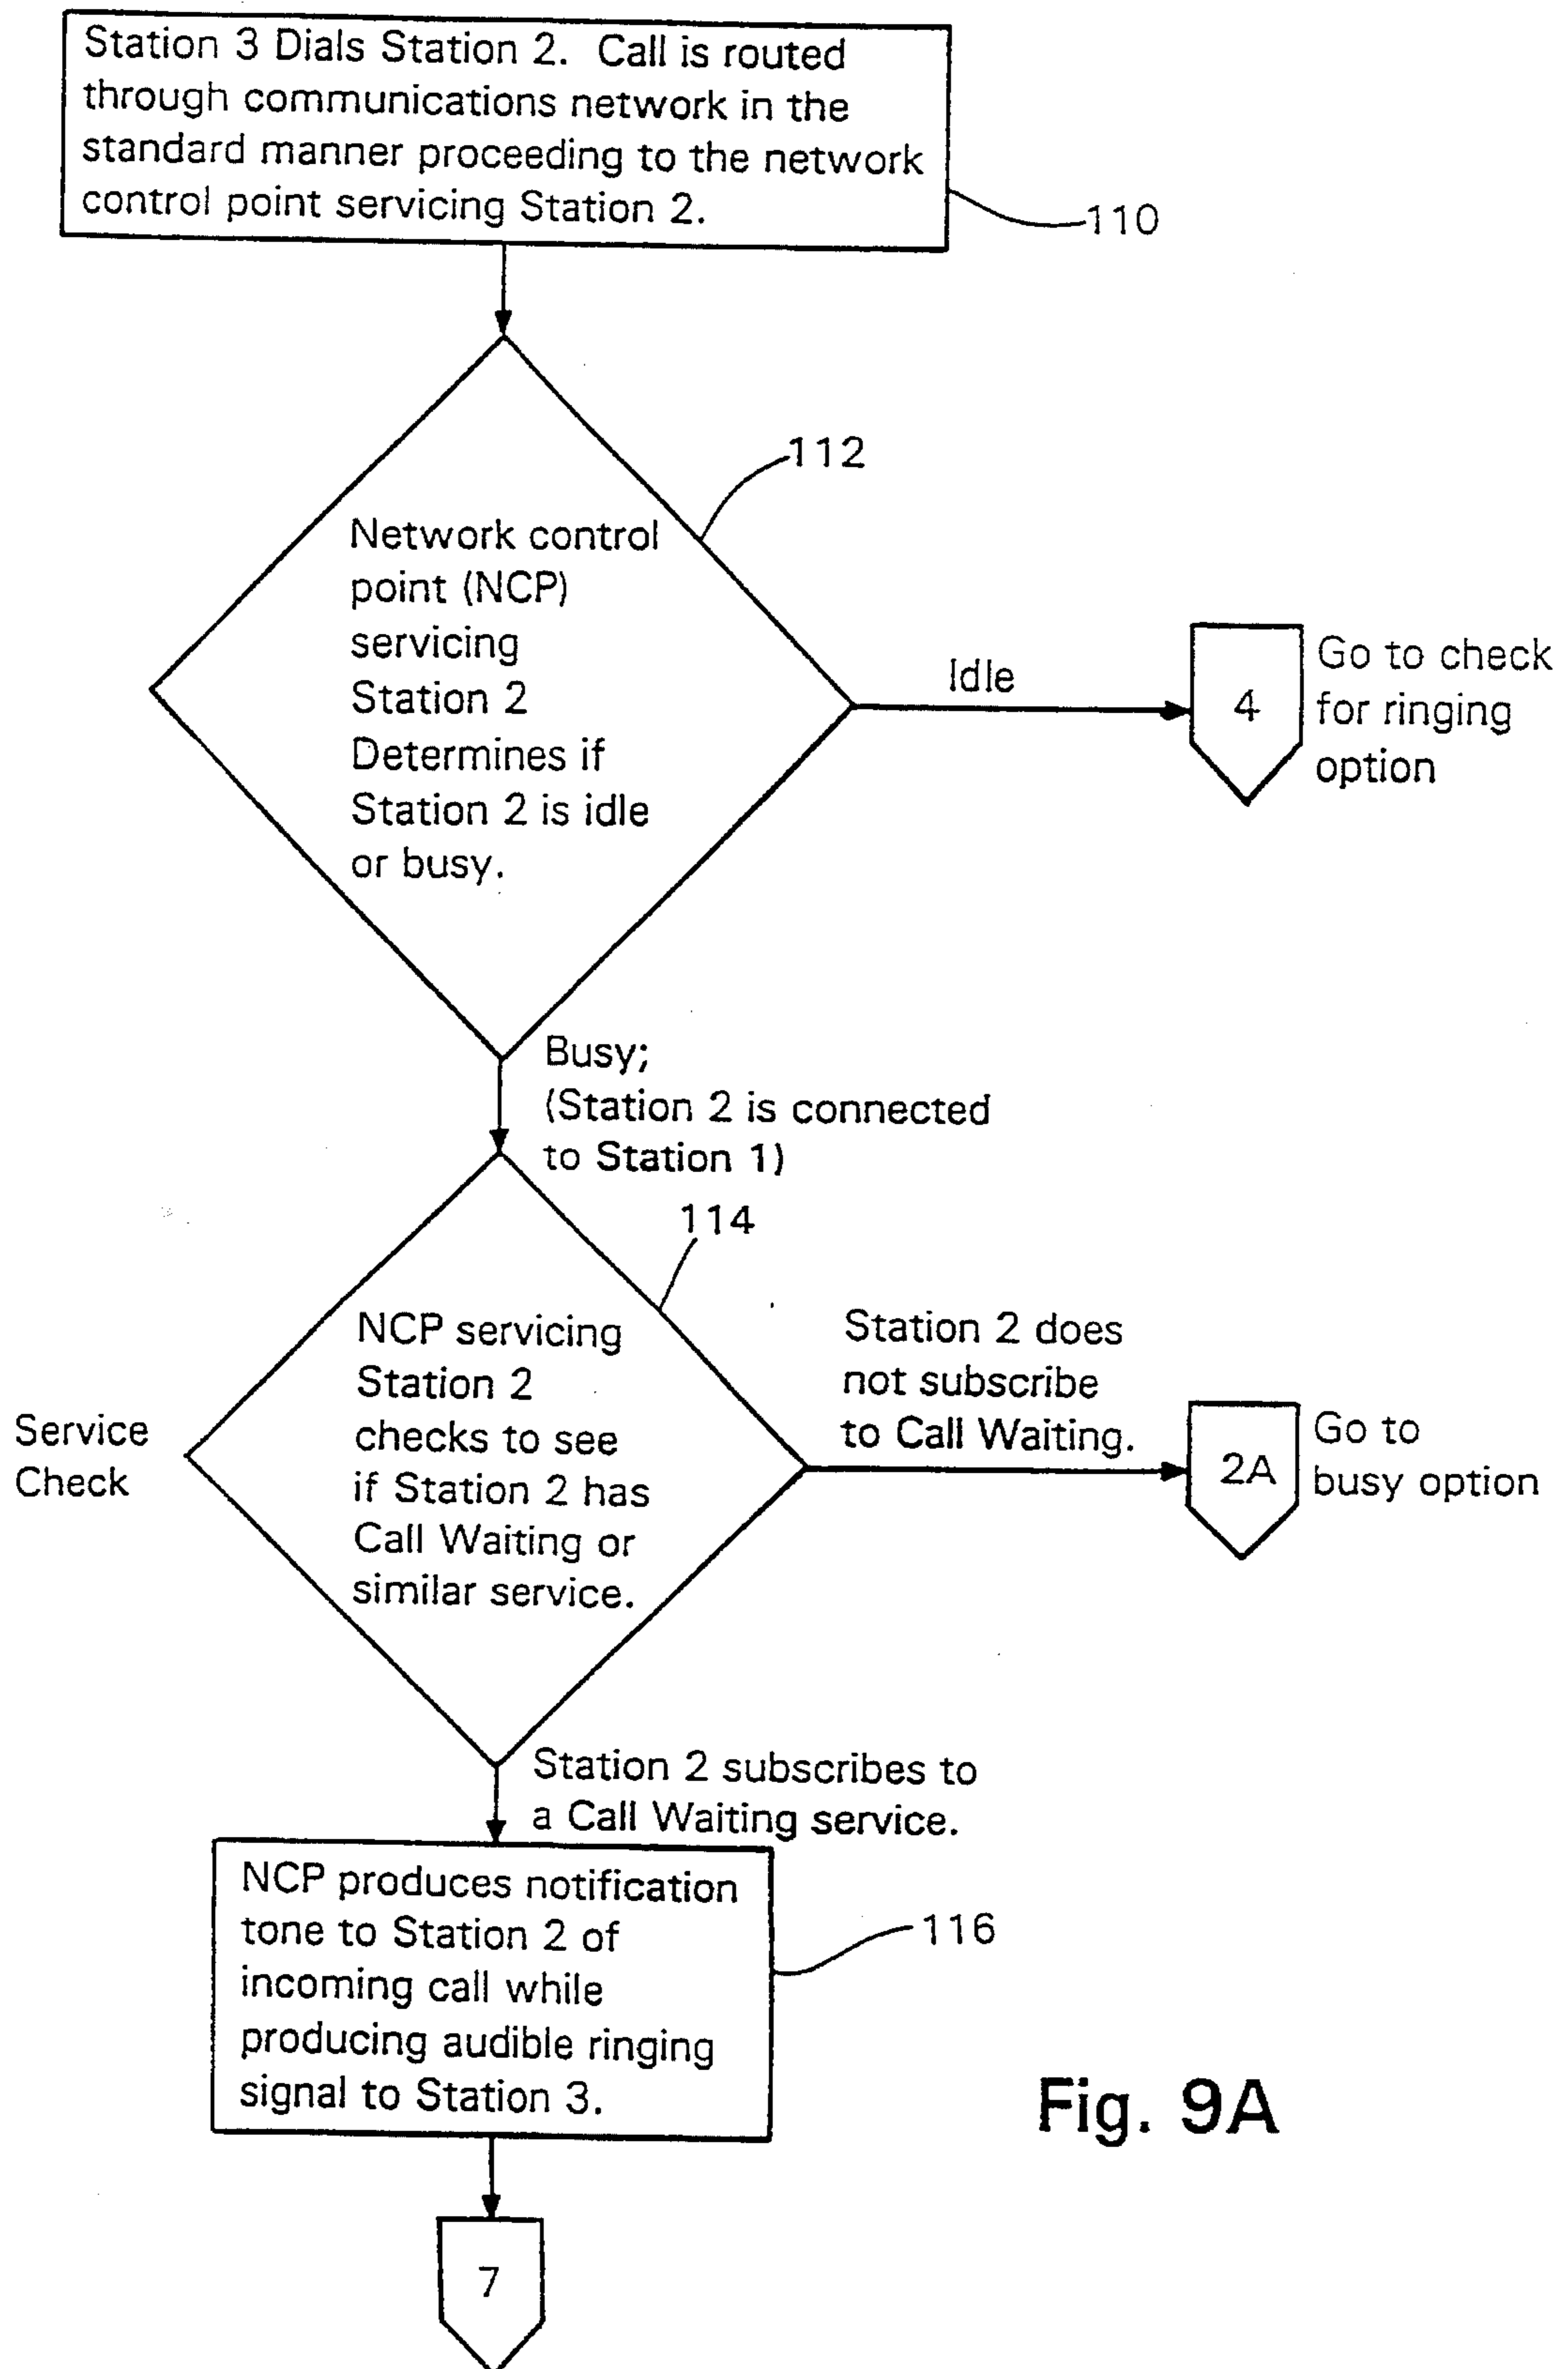 Station 3 Dials Station 2. Call is routed
through communications network in the
standard manner proceeding to the network
control point servicing Station 2.
110
112
Network control
point (NCP)
servicing
Station 2
Determines if
Station 2 is idle
or busy.
Idle
4
Go to check
for ringing
option
Busy;
(Station 2 is connected
to Station 1)
114
Service
Check
NCP servicing
Station 2
checks to see
if Station 2 has
Call Waiting or
similar service.
Station 2 does
not subscribe
to Call Waiting.
2A
Go to
busy option
Station 2 subscribes to
a Call Waiting service.
NCP produces notification
tone to Station 2 of
incoming call while
producing audible ringing
signal to Station 3.
116
Fig. 9A
7